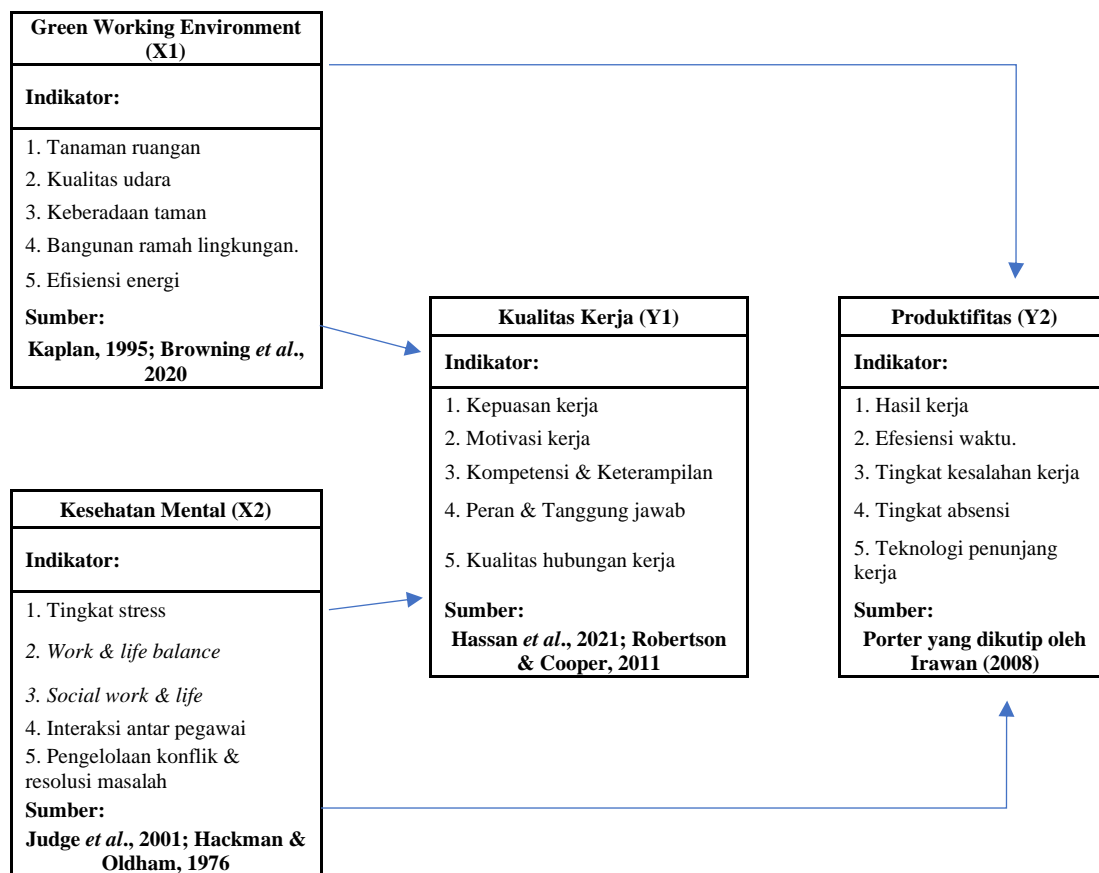 Green Working Environment
(X1)
Indikator:
1. Tanaman ruangan
2. Kualitas udara
3. Keberadaan taman
4. Bangunan ramah lingkungan.
5. Efisiensi energi
Sumber:
Kaplan, 1995; Browning et al.,
2020
Kesehatan Mental (X2)
Indikator:
1. Tingkat stress
2. Work & life balance
3. Social work & life
4. Interaksi antar pegawai
5. Pengelolaan konflik &
resolusi masalah
Sumber:
Judge et al., 2001; Hackman &
Oldham, 1976
Kualitas Kerja (Y1)
Indikator:
1. Kepuasan kerja
2. Motivasi kerja
3. Kompetensi & Keterampilan
4. Peran & Tanggung jawab
5. Kualitas hubungan kerja
Sumber:
Hassan et al., 2021; Robertson
& Cooper, 2011
Produktifitas (Y2)
Indikator:
1. Hasil kerja
2. Efesiensi waktu.
3. Tingkat kesalahan kerja
4. Tingkat absensi
5. Teknologi penunjang
kerja
Sumber:
Porter yang dikutip oleh
Irawan (2008)